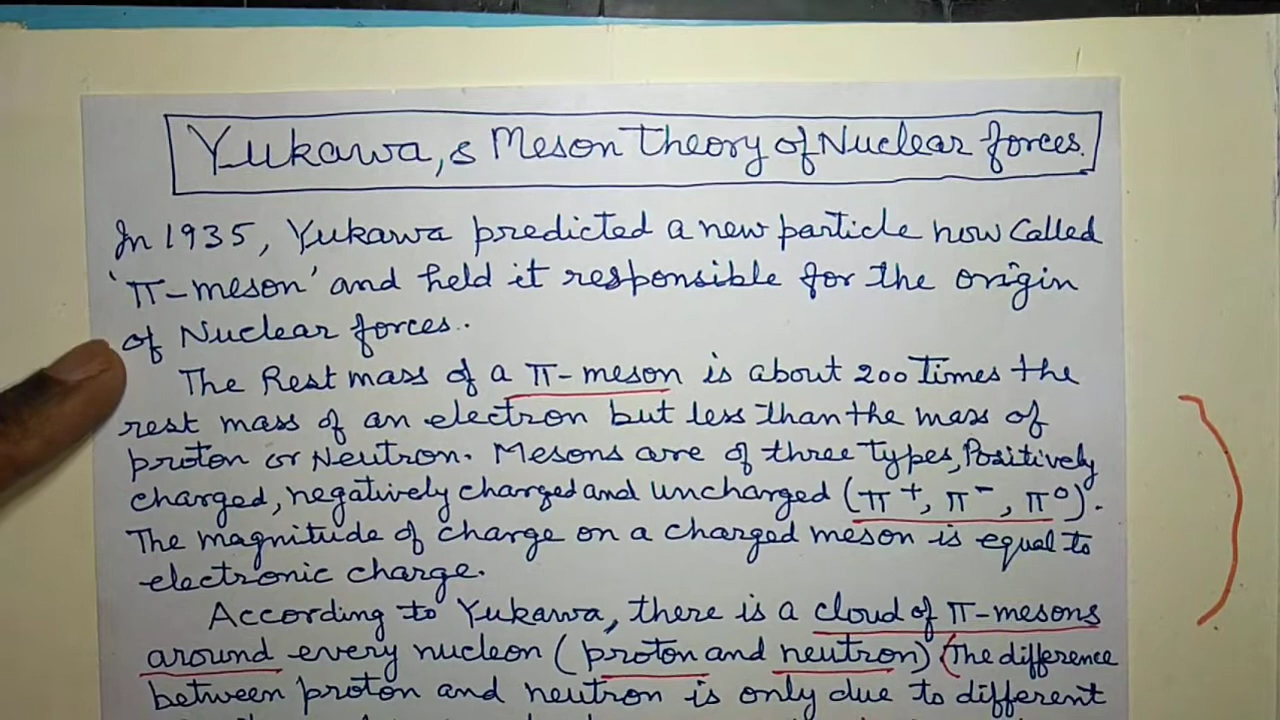 Yukawa,s Meson Theory of Nuclear forces.
In 1935, Yukawa predicted a new particle now Called
'π-meson' and held it responsible for the origin
of Nuclear forces.
The Rest mass of a π-meson is about 200 Times the
rest mass of an electron but less than the mass of
proton or Neutron. Mesons are of three types, Positively
charged, negatively charged and uncharged (π+, π-, π0).
The magnitude of charge on a charged meson is equal to
electronic charge.
According to Yukawa, there is a cloud of π-mesons
around every nucleon (proton and neutron) (The difference
between proton and neutron is only due to different